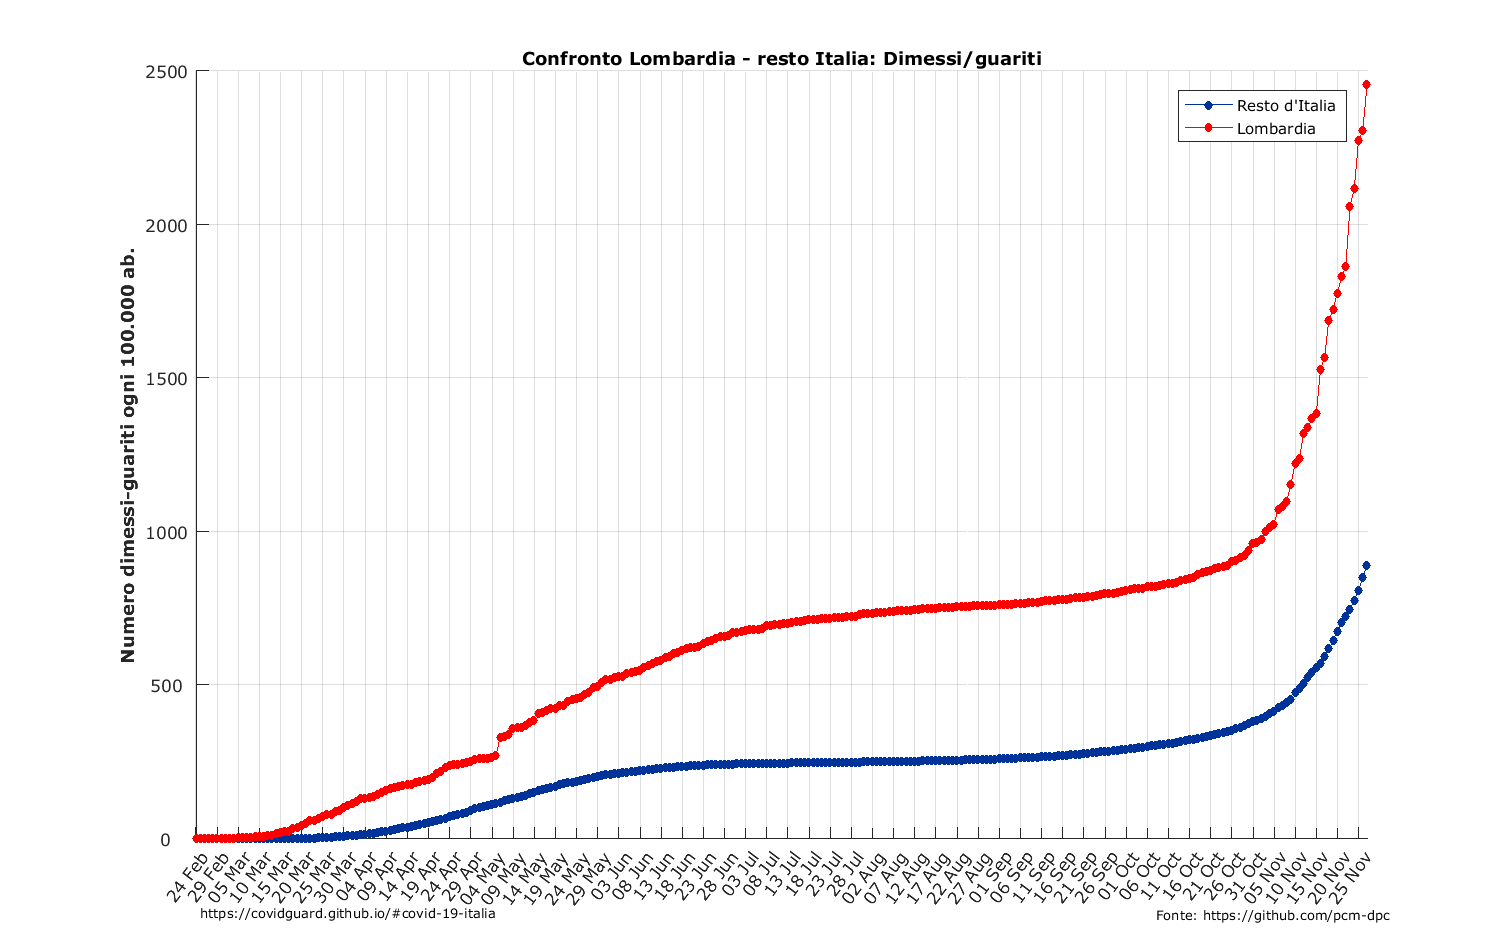 Confronto Lombardia - resto Italia: Dimessi/guariti
Numero dimessi-guariti ogni 100.000 ab.
2500
2000
1500
1000
500
0
Resto d'Italia
Lombardia
24 Feb
29 Feb
05 Mar
10 Mar
15 Mar
20 Mar
25 Mar
30 Mar
04 Apr
09 Apr
14 Apr
19 Apr
24 Apr
29 Apr
04 May
09 May
14 May
19 May
24 May
29 May
03 Jun
08 Jun
13 Jun
18 Jun
23 Jun
28 Jun
03 Jul
08 Jul
13 Jul
18 Jul
23 Jul
28 Jul
02 Aug
07 Aug
12 Aug
17 Aug
22 Aug
27 Aug
01 Sep
06 Sep
11 Sep
16 Sep
21 Sep
26 Sep
01 Oct
06 Oct
11 Oct
16 Oct
21 Oct
26 Oct
31 Oct
05 Nov
10 Nov
15 Nov
20 Nov
25 Nov
https://covidguard.github.io/#covid-19-italia
Fonte: https://github.com/pcm-dpc